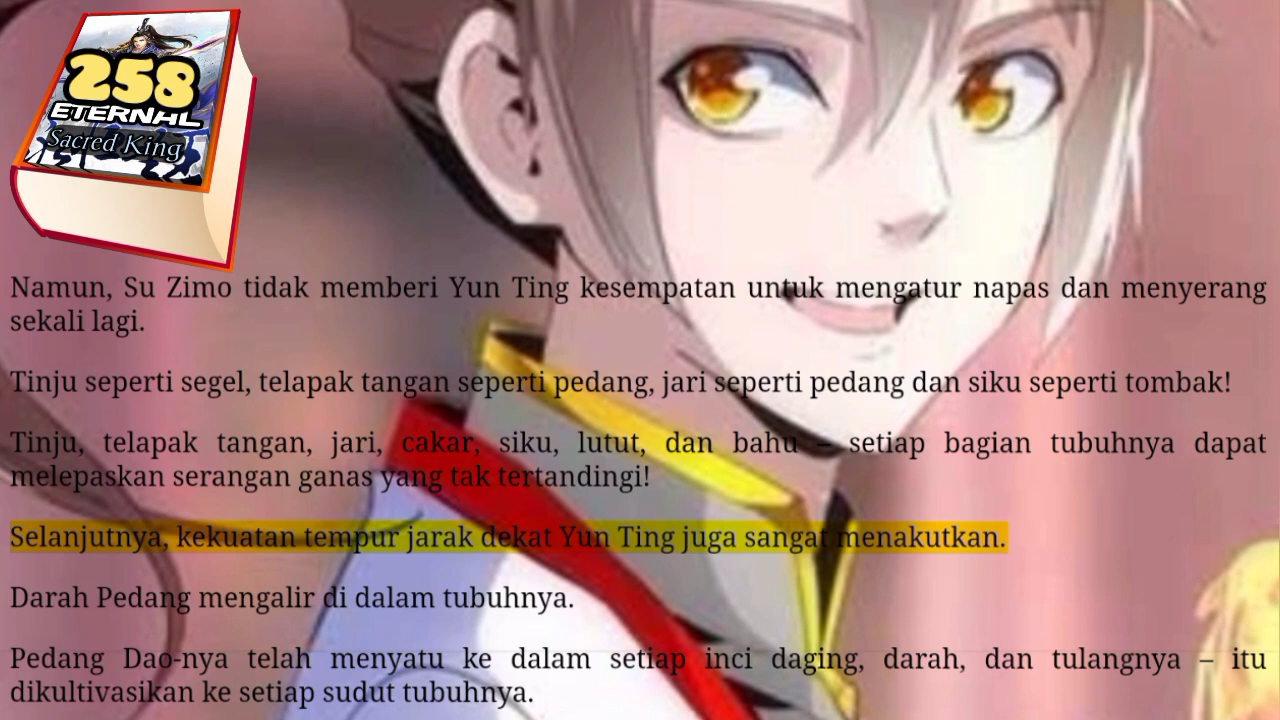 258
ETERNAL
Sacred King
Namun, Su Zimo tidak memberi Yun Ting kesempatan untuk mengatur napas dan menyerang
sekali lagi.
Tinju seperti segel, telapak tangan seperti pedang, jari seperti pedang dan siku seperti tombak!
Tinju, telapak tangan, jari, cakar, siku, lutut, dan bahu – setiap bagian tubuhnya dapat
melepaskan serangan ganas yang tak tertandingi!
Selanjutnya, kekuatan tempur jarak dekat Yun Ting juga sangat menakutkan.
Darah Pedang mengalir di dalam tubuhnya.
Pedang Dao-nya telah menyatu ke dalam setiap inci daging, darah, dan tulangnya – itu
dikultivasikan ke setiap sudut tubuhnya.